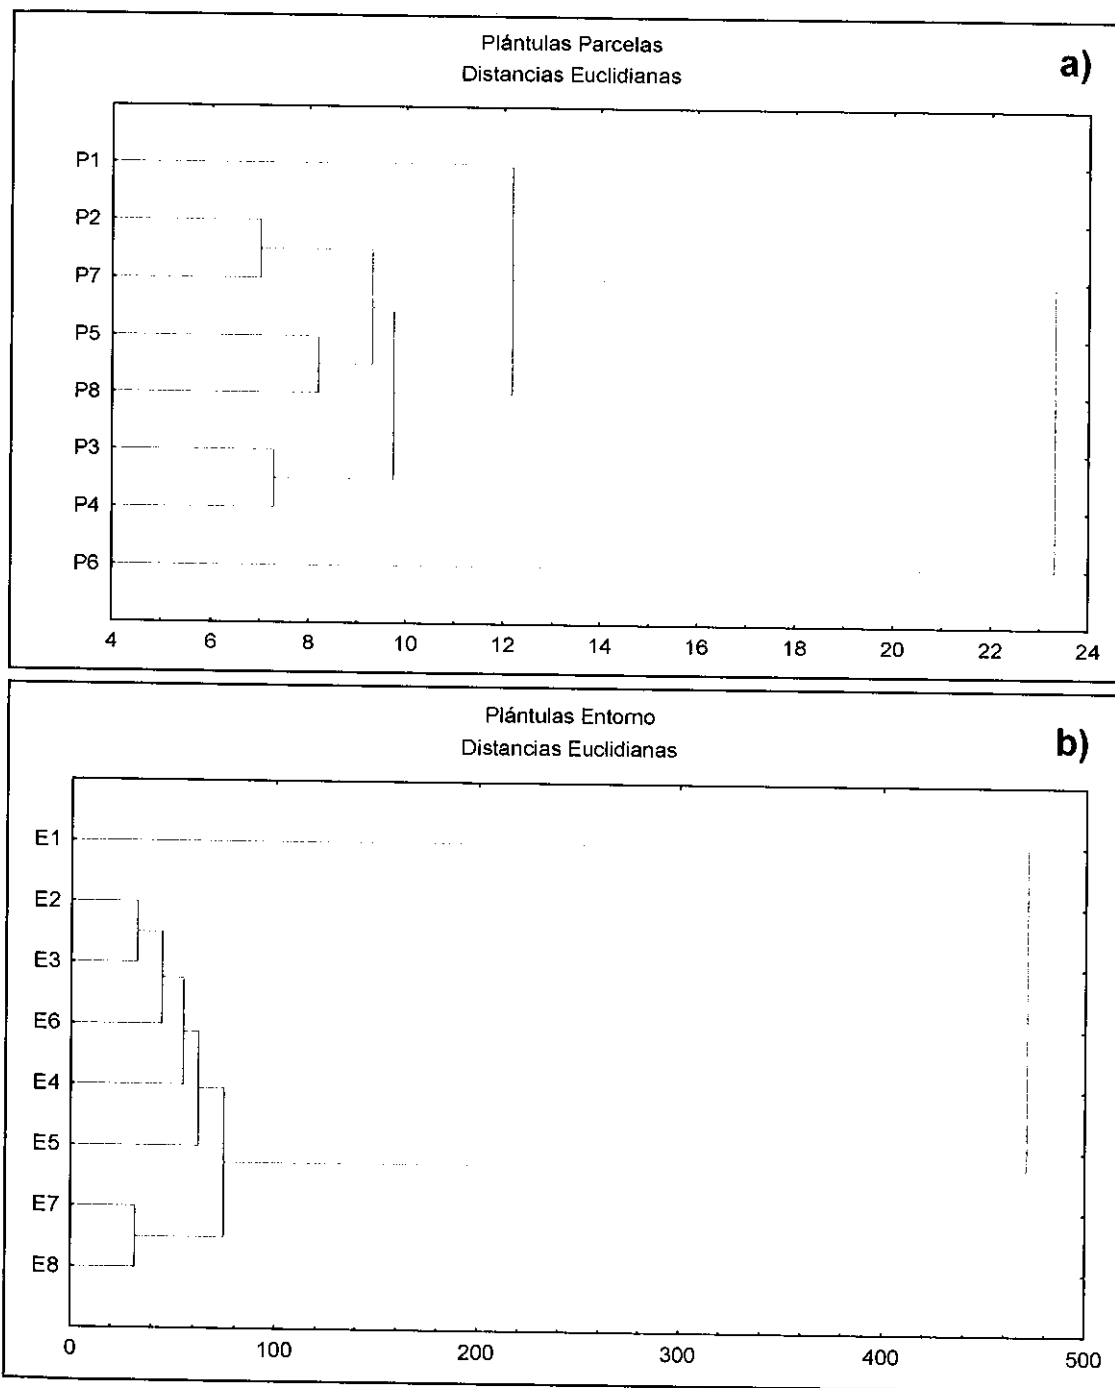 Plántulas Parcelas
Distancias Euclidianas
a)
P1
P2
P7
P5
P8
P3
P4
P6
4 6 8 10 12 14 16 18 20 22 24
Plántulas Entorno
Distancias Euclidianas
b)
E1
E2
E3
E6
E4
E5
E7
E8
0 100 200 300 400 500